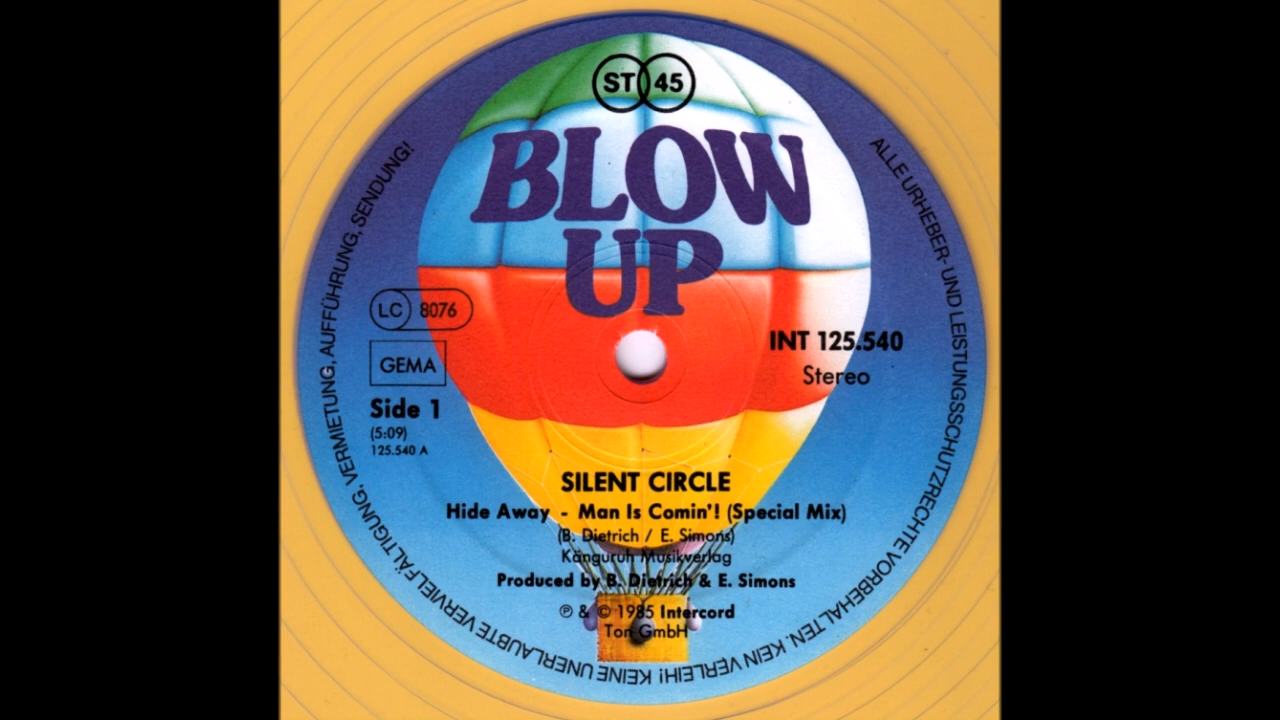 ST 45
BLOW
UP
LC 8076
GEMA
Side 1
(5:09)
125.540 A
INT 125.540
Stereo
SILENT CIRCLE
Hide Away - Man Is Comin'! (Special Mix)
(B. Dietrich / E. Simons)
Känguruh Musikverlag
Produced by B. Dietrich & E. Simons
℗ & © 1985 Intercord
Ton GmbH
ALLE URHEBER- UND LEISTUNGSSCHUTZRECHTE VORBEHALTEN. KEIN VERLEIH! KEINE UNERLAUBTE VERVIELFÄLTIGUNG, VERMIETUNG, AUFFÜHRUNG, SENDUNG!